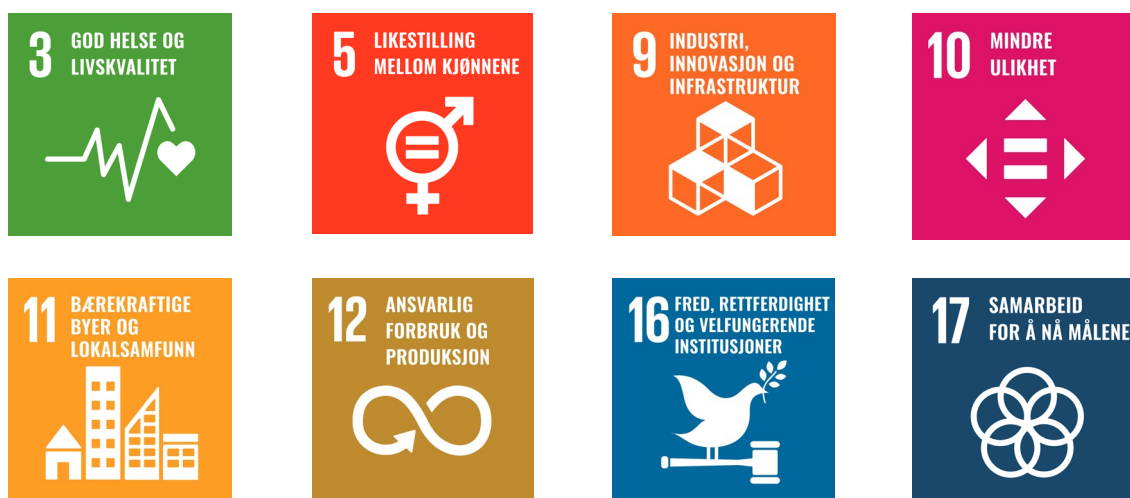 3
GOD HELSE OG
LIVSKVALITET
5
LIKESTILLING
MELLOM KJØNNENE
9
INDUSTRI,
INNOVASJON OG
INFRASTRUKTUR
10
MINDRE
ULIKHET
11
BÆREKRAFTIGE
BYER OG
LOKALSAMFUNN
12
ANSVARLIG
FORBRUK OG
PRODUKSJON
16
FRED, RETTFERDIGHET
OG VELFUNGERENDE
INSTITUSJONER
17
SAMARBEID
FOR Å NÅ MÅLENE